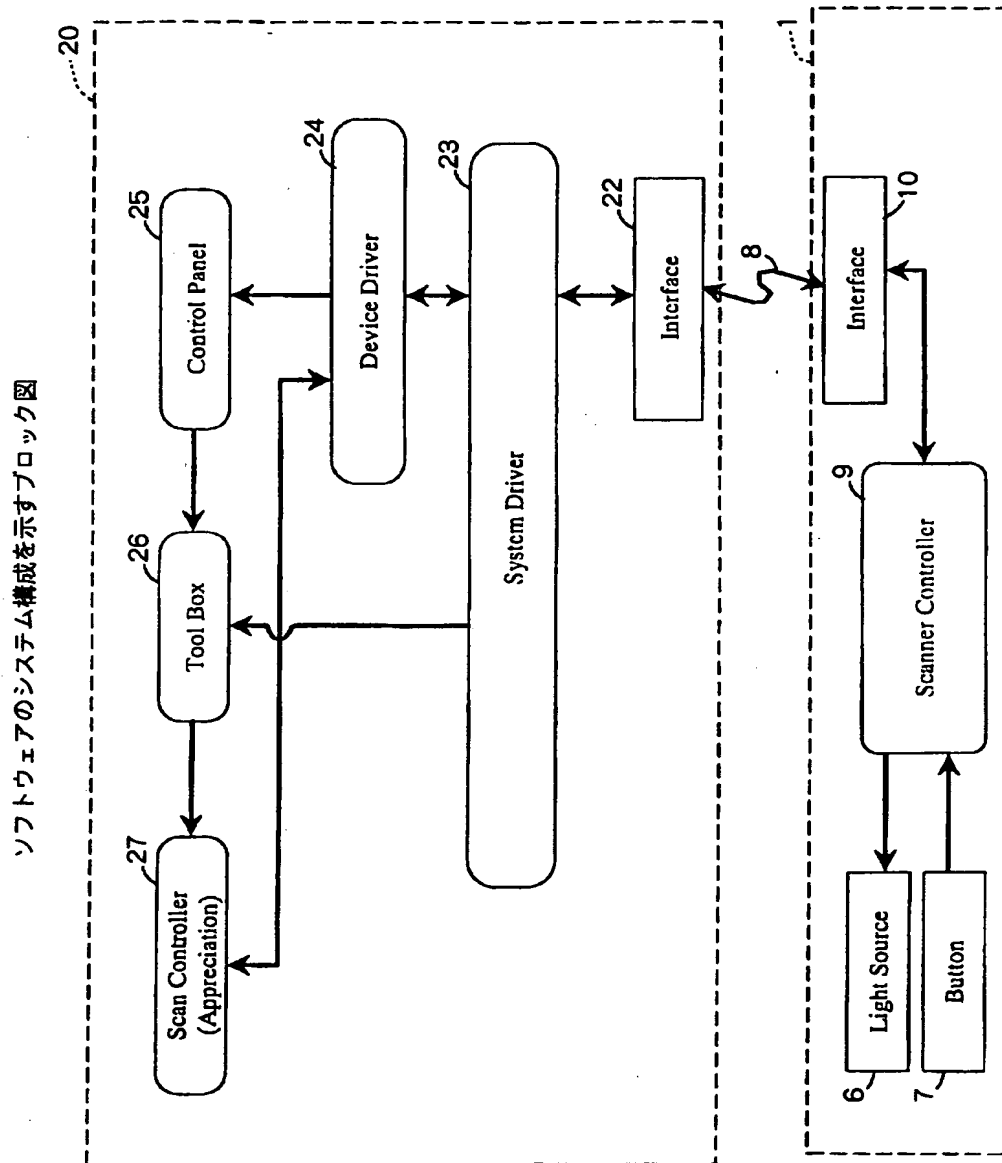 ソフトウェアのシステム構成を示すブロック図
20
27
Scan Controller
(Appreciation)
26
Tool Box
25
Control Panel
24
Device Driver
23
System Driver
22
Interface
8
1
6
Light Source
7
Button
9
Scanner Controller
10
Interface